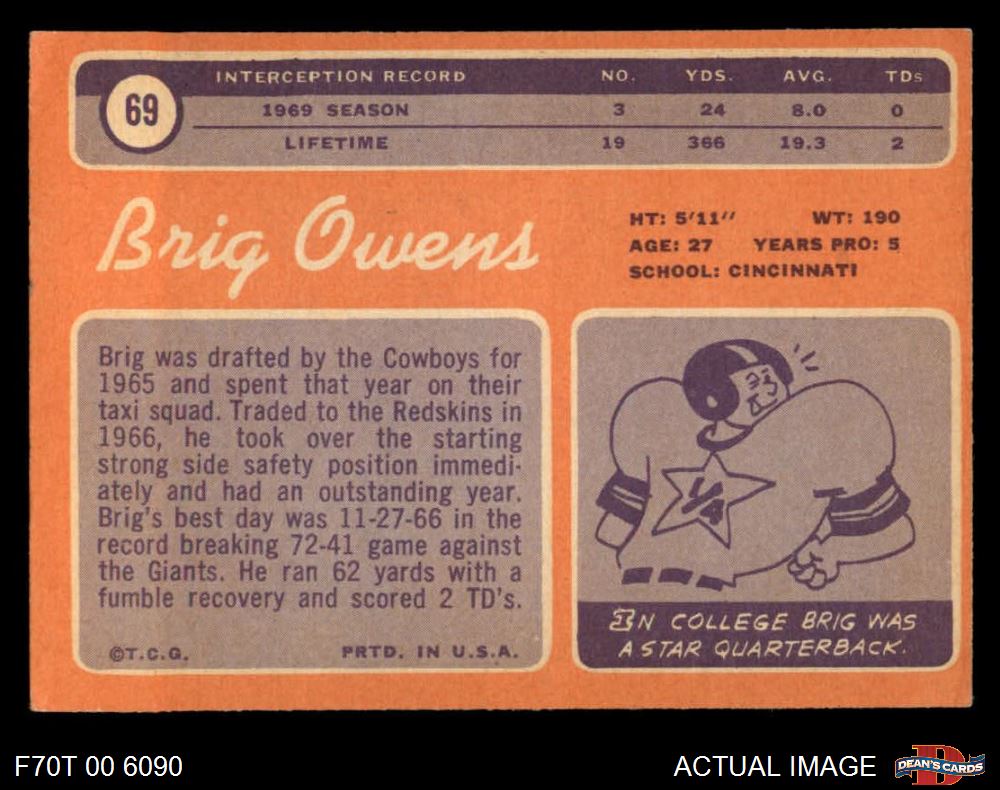 69
INTERCEPTION RECORD NO. YDS. AVG. TDs
1969 SEASON 3 24 8.0 0
LIFETIME 19 366 19.3 2
Brig Owens
HT: 5'11" WT: 190
AGE: 27 YEARS PRO: 5
SCHOOL: CINCINNATI
Brig was drafted by the Cowboys for
1965 and spent that year on their
taxi squad. Traded to the Redskins in
1966, he took over the starting
strong side safety position immedi-
ately and had an outstanding year.
Brig's best day was 11-27-66 in the
record breaking 72-41 game against
the Giants. He ran 62 yards with a
fumble recovery and scored 2 TD's.
©T.C.G. PRTD. IN U.S.A.
1/4
IN COLLEGE BRIG WAS
A STAR QUARTERBACK.
F70T 00 6090
ACTUAL IMAGE
D
DEAN'S CARDS